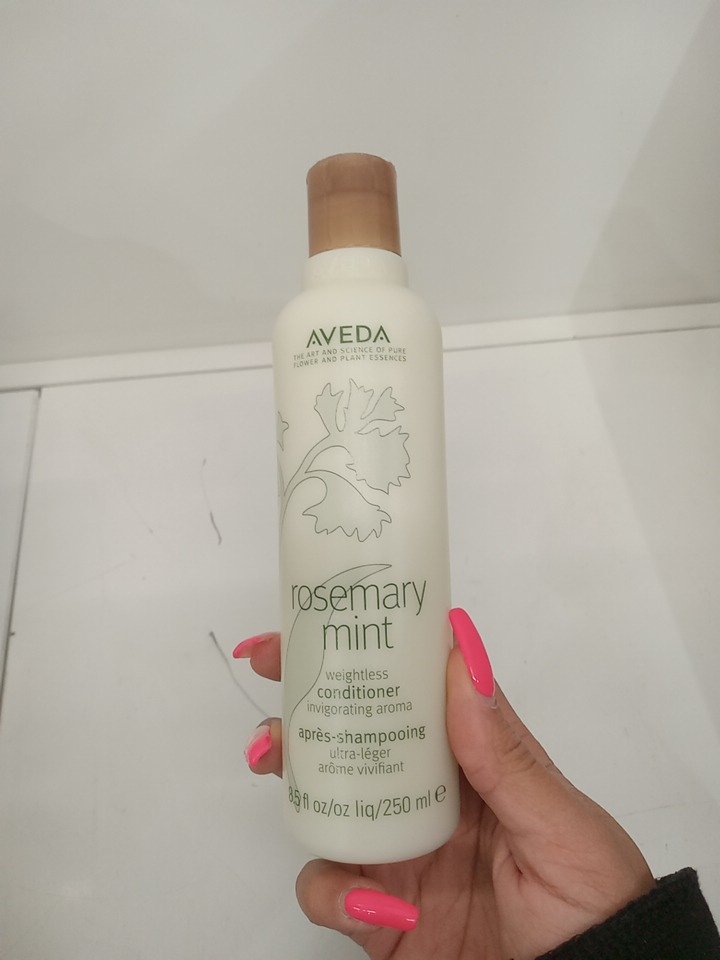 AVEDA
THE ART AND SCIENCE OF PURE
FLOWER AND PLANT ESSENCES
rosemary
mint
weightless
conditioner
invigorating aroma
après-shampooing
ultra-léger
arôme vivifiant
8.5 fl oz/oz liq/250 ml ℮